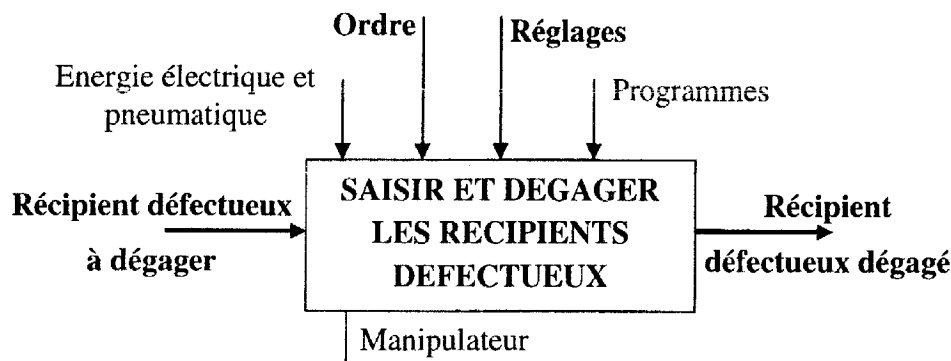 Ordre
Réglages
Energie électrique et
pneumatique
Programmes
SAISIR ET DEGAGER
LES RECIPIENTS
DEFECTUEUX
Récipient défectueux
à dégager
Récipient
défectueux dégagé
Manipulateur